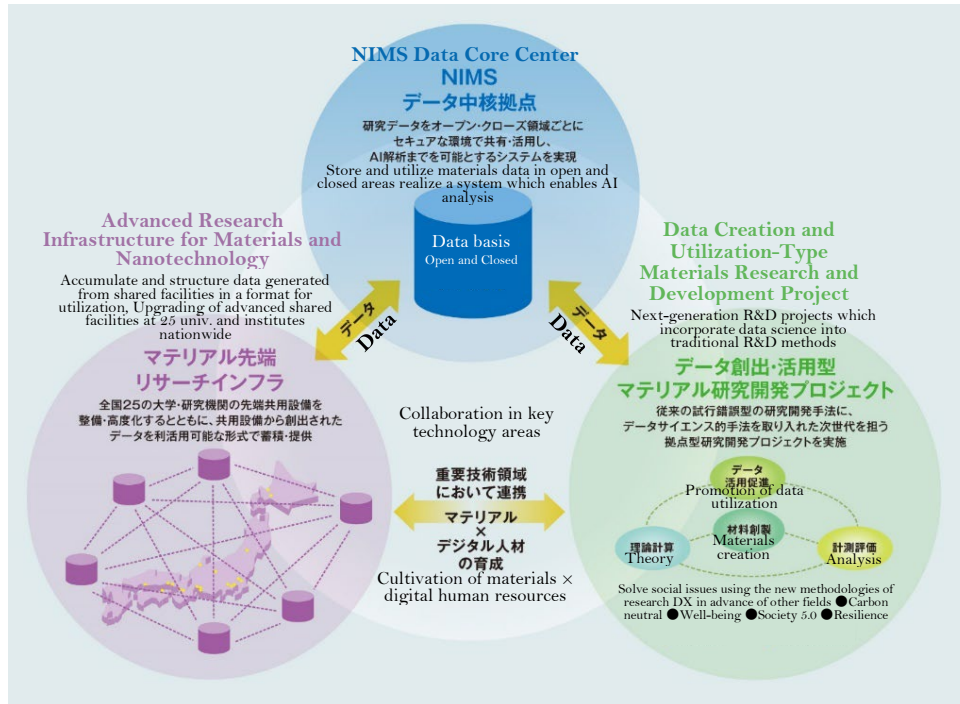 NIMS Data Core Center
NIMS
データ中核拠点
研究データをオープン・クローズ領域ごとに
セキュアな環境で共有・活用し、
AI解析までを可能とするシステムを実現
Store and utilize materials data in open and
closed areas realize a system which enables AI
analysis
Data basis
Open and Closed
Advanced Research
Infrastructure for Materials and
Nanotechnology
Accumulate and structure data generated
from shared facilities in a format for
utilization, Upgrading of advanced shared
facilities at 25 univ. and institutes
nationwide
データ
Data
マテリアル先端
リサーチインフラ
全国25の大学・研究機関の先端共用設備を
整備・高度化するとともに、共用設備から創出された
データを利活用可能な形式で蓄積・提供
Data Creation and
Utilization-Type
Materials Research and
Development Project
Next-generation R&D projects which
incorporate data science into
traditional R&D methods
データ
Data
データ創出・活用型
マテリアル研究開発プロジェクト
従来の試行錯誤型の研究開発手法に、
データサイエンス的手法を取り入れた次世代を担う
拠点型研究開発プロジェクトを実施
Collaboration in key
technology areas
重要技術領域
において連携
マテリアル
×
デジタル人材
の育成
Cultivation of materials ×
digital human resources
データ
活用促進
Promotion of data
utilization
材料創製
Materials
creation
理論計算
Theory
計測評価
Analysis
Solve social issues using the new methodologies of
research DX in advance of other fields ●Carbon
neutral ●Well-being ●Society 5.0 ●Resilience